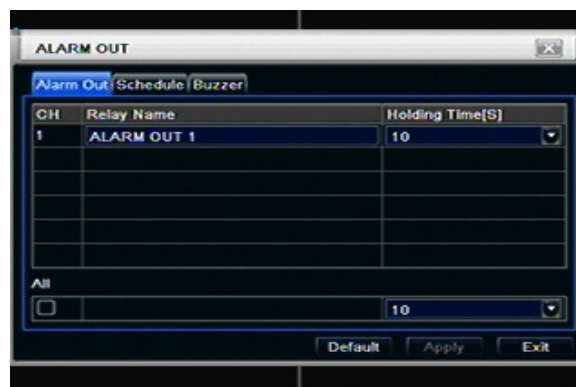 ALARM OUT
Alarm Out Schedule Buzzer
CH Relay Name Holding Time[S]
1 ALARM OUT 1 10
All
10
Default Apply Exit